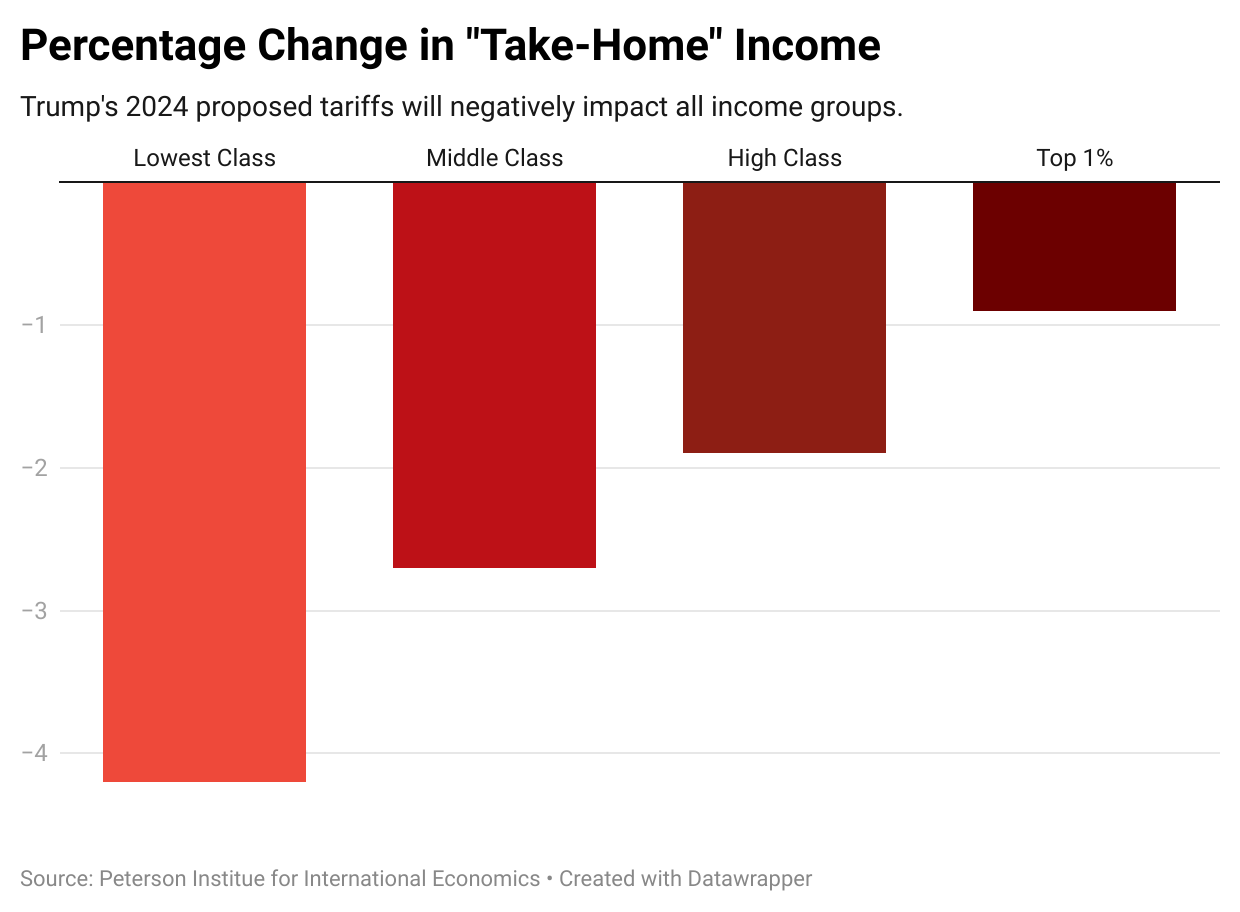 Percentage Change in "Take-Home" Income
Trump's 2024 proposed tariffs will negatively impact all income groups.
Lowest Class Middle Class High Class Top 1%
−1
−2
−3
−4
Source: Peterson Institue for International Economics • Created with Datawrapper